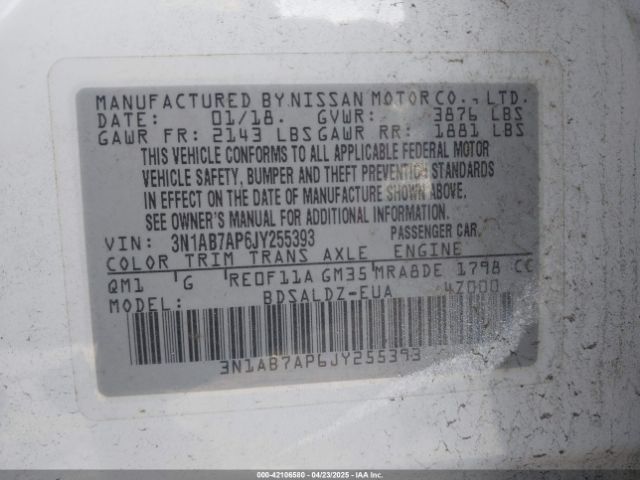 MANUFACTURED BY NISSAN MOTOR CO., LTD.
DATE: 01/18. GVWR: 3876 LBS
GAWR FR: 2143 LBS GAWR RR: 1881 LBS
THIS VEHICLE CONFORMS TO ALL APPLICABLE FEDERAL MOTOR
VEHICLE SAFETY, BUMPER AND THEFT PREVENTION STANDARDS
IN EFFECT ON THE DATE OF MANUFACTURE SHOWN ABOVE.
SEE OWNER'S MANUAL FOR ADDITIONAL INFORMATION.
VIN: 3N1AB7AP6JY255393 PASSENGER CAR.
COLOR TRIM TRANS AXLE ENGINE
QM1 G RE0F11A GM35 MRA8DE 1798 CC
MODEL: BDSALDZ-EUA 4Z000
3N1AB7AP6JY255393
000-42106580 - 04/23/2025 - IAAI.COM